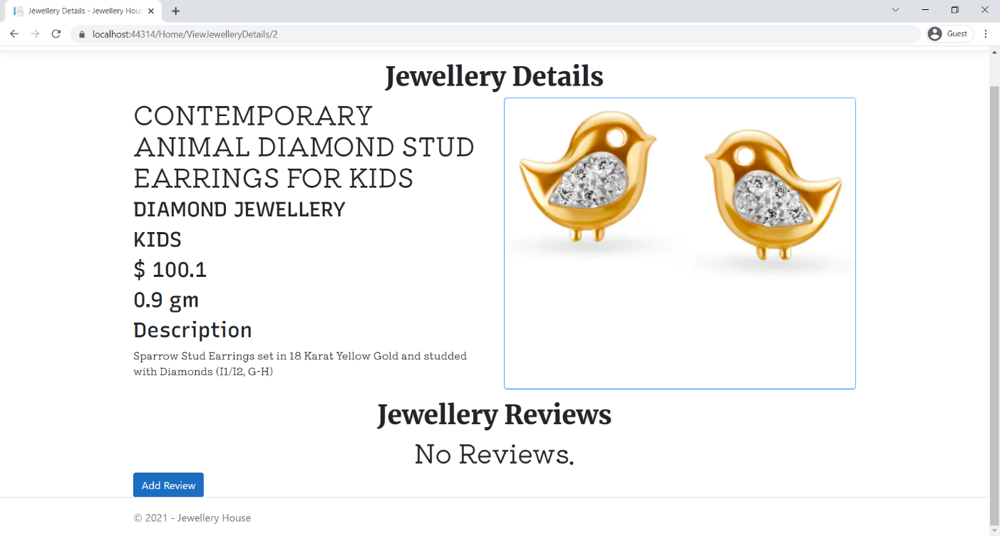 Jewellery Details - Jewellery Hous
localhost:44314/Home/ViewJewelleryDetails/2
Guest
Jewellery Details
CONTEMPORARY
ANIMAL DIAMOND STUD
EARRINGS FOR KIDS
DIAMOND JEWELLERY
KIDS
$ 100.1
0.9 gm
Description
Sparrow Stud Earrings set in 18 Karat Yellow Gold and studded
with Diamonds (I1/I2, G-H)
Jewellery Reviews
No Reviews.
Add Review
© 2021 - Jewellery House